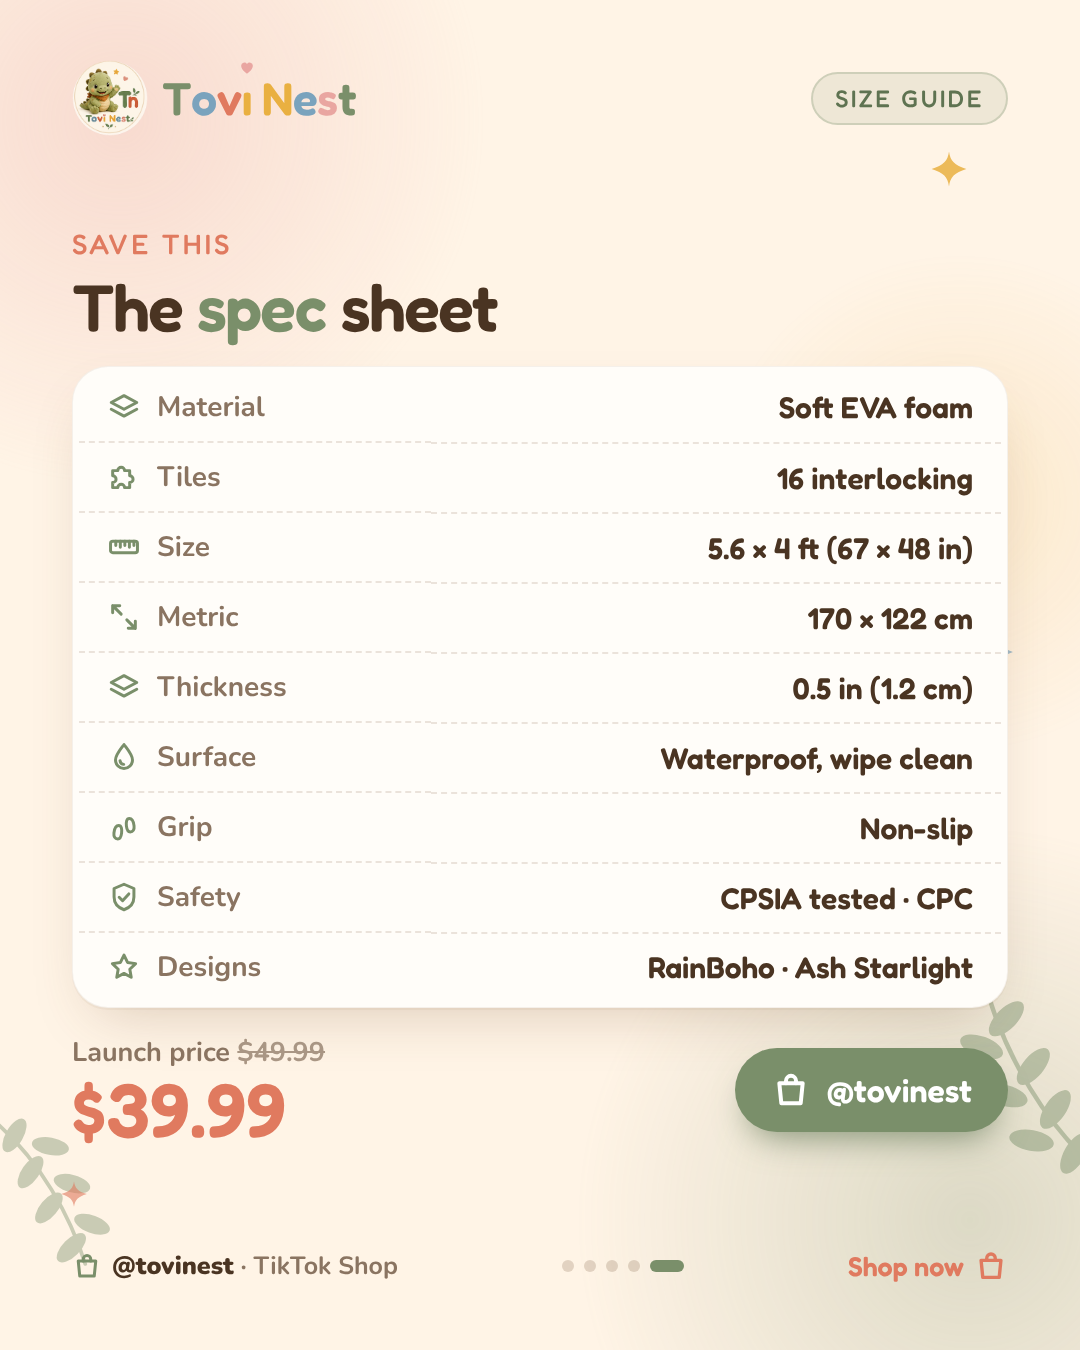 Tn
Tovi Nest
Tovi Nest
SIZE GUIDE
SAVE THIS
The spec sheet
Material Soft EVA foam
Tiles 16 interlocking
Size 5.6 × 4 ft (67 × 48 in)
Metric 170 × 122 cm
Thickness 0.5 in (1.2 cm)
Surface Waterproof, wipe clean
Grip Non-slip
Safety CPSIA tested · CPC
Designs RainBoho · Ash Starlight
Launch price $49.99
$39.99
@tovinest
@tovinest · TikTok Shop
Shop now